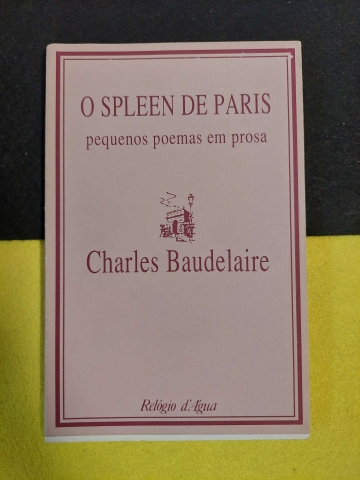 O SPLEEN DE PARIS
pequenos poemas em prosa
Charles Baudelaire
Relógio d'Água